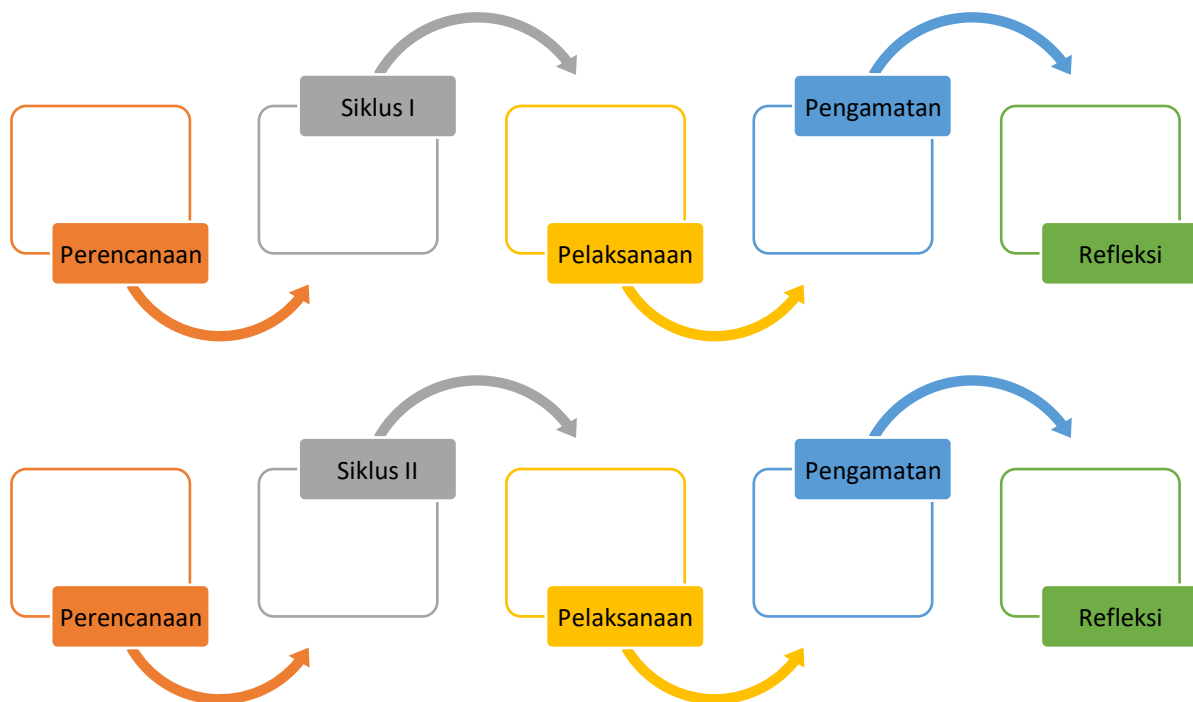 Siklus I
Pengamatan
Perencanaan
Pelaksanaan
Refleksi
Siklus II
Pengamatan
Perencanaan
Pelaksanaan
Refleksi